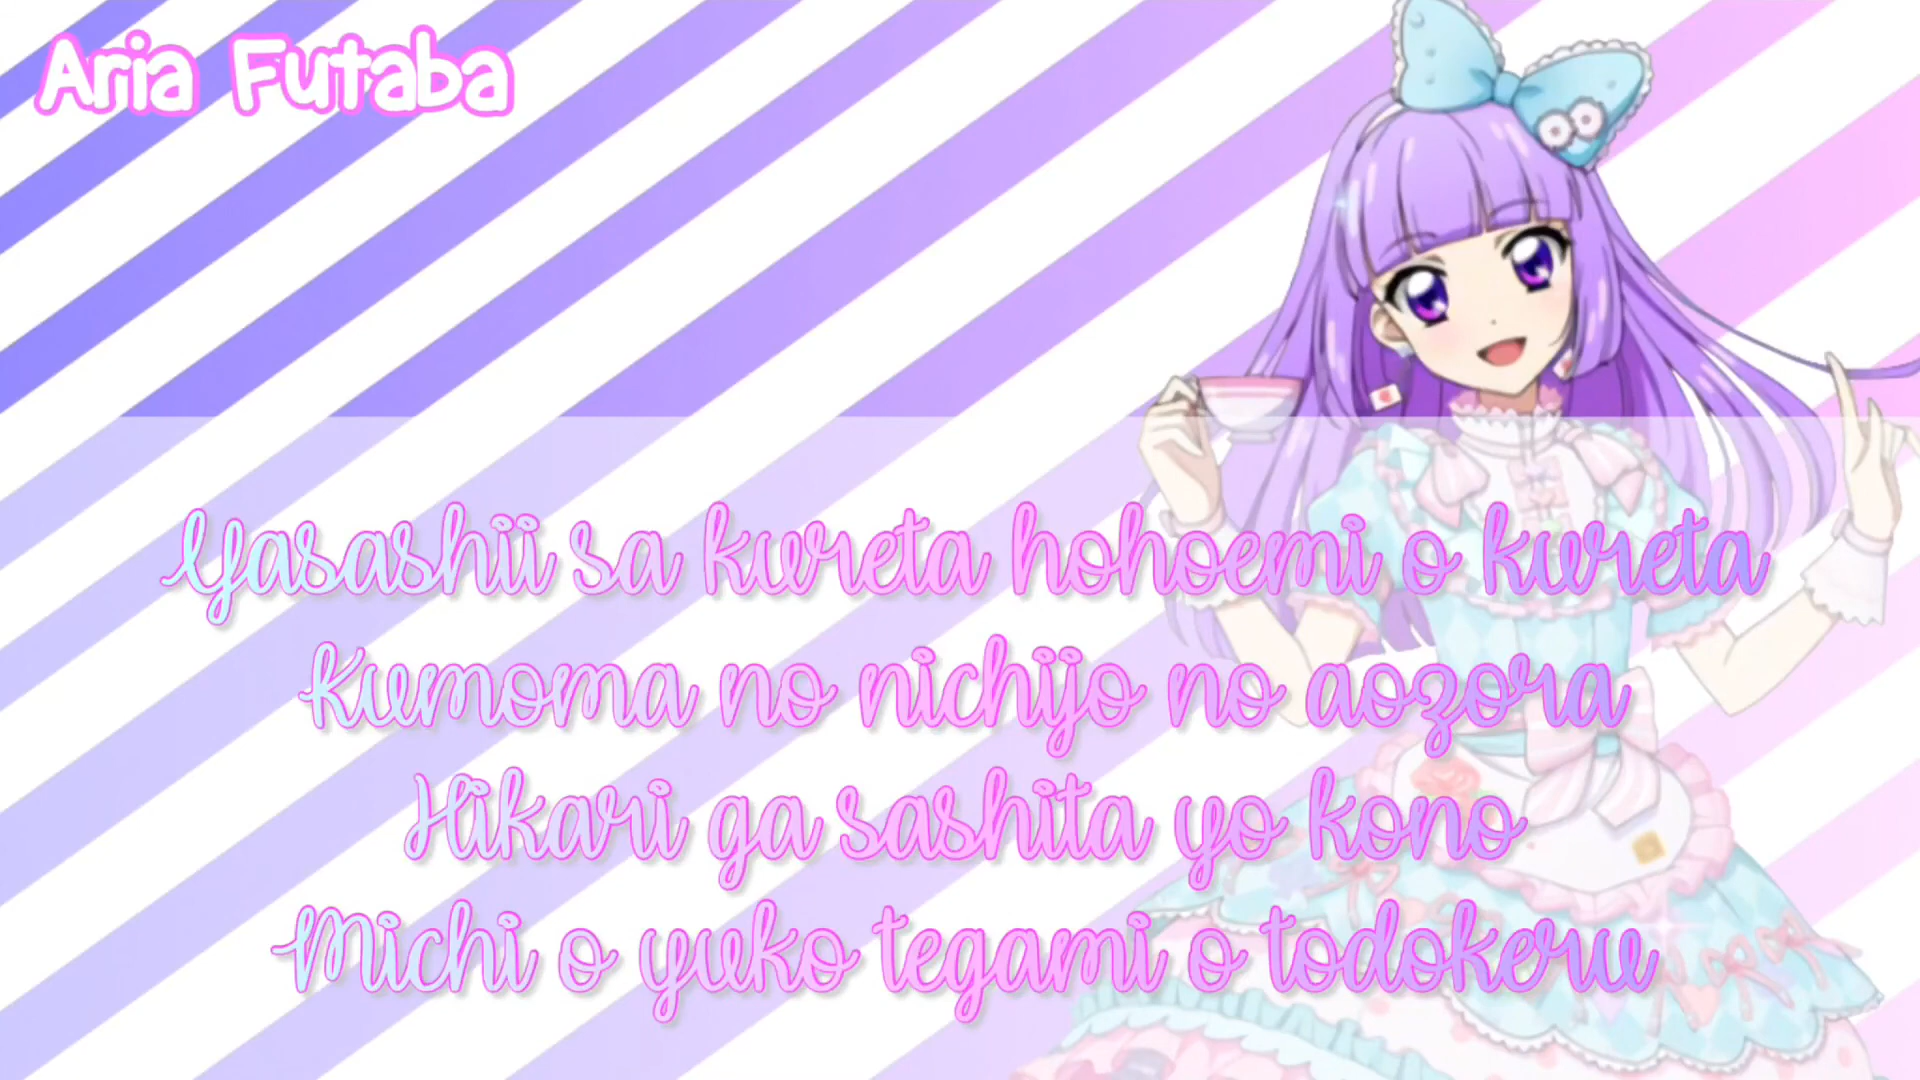 Aria Futaba
Yasashii sa kureta hohoemi o kureta
Kumoma no nichijo no aozora
Hikari ga sashita yo kono
Michi o yuko tegami o todokeru